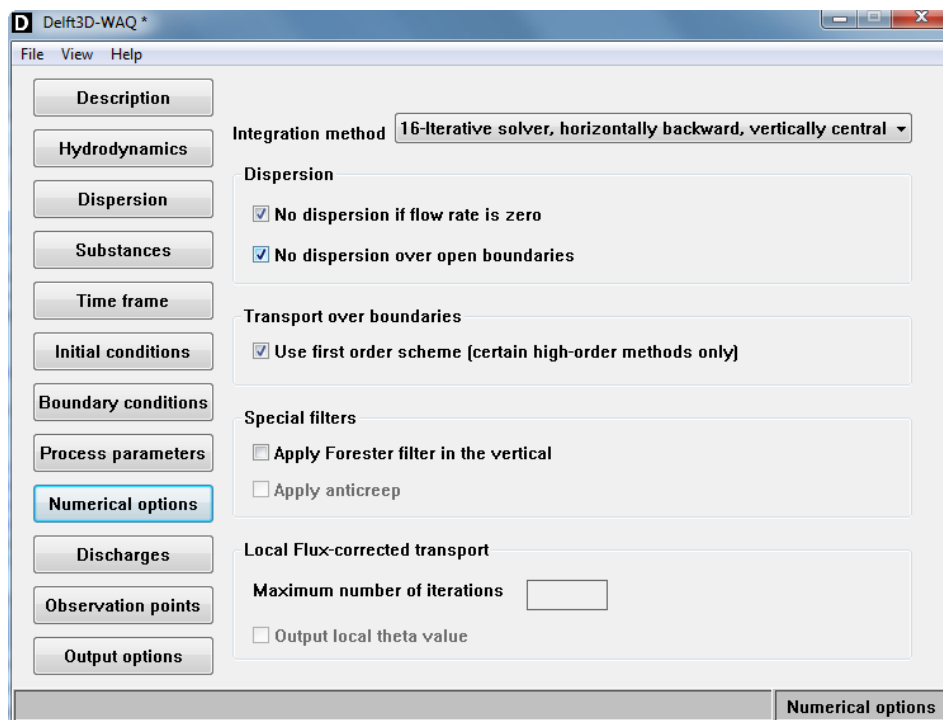 D Delft3D-WAQ *
File View Help
Description
Hydrodynamics
Dispersion
Substances
Time frame
Initial conditions
Boundary conditions
Process parameters
Numerical options
Discharges
Observation points
Output options
Integration method 16-Iterative solver, horizontally backward, vertically central
Dispersion
No dispersion if flow rate is zero
No dispersion over open boundaries
Transport over boundaries
Use first order scheme (certain high-order methods only)
Special filters
Apply Forester filter in the vertical
Apply anticreep
Local Flux-corrected transport
Maximum number of iterations
Output local theta value
Numerical options